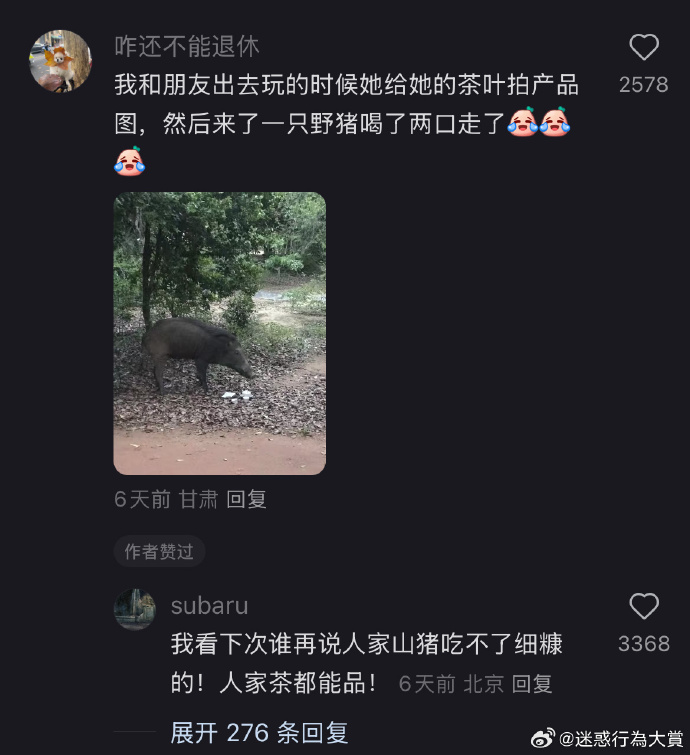 咋还不能退休
我和朋友出去玩的时候她给她的茶叶拍产品
图，然后来了一只野猪喝了两口走了
2578
6天前 甘肃 回复
作者赞过
subaru
我看下次谁再说人家山猪吃不了细糠
的！人家茶都能品！ 6天前 北京 回复
3368
展开 276 条回复
@迷惑行為大賞